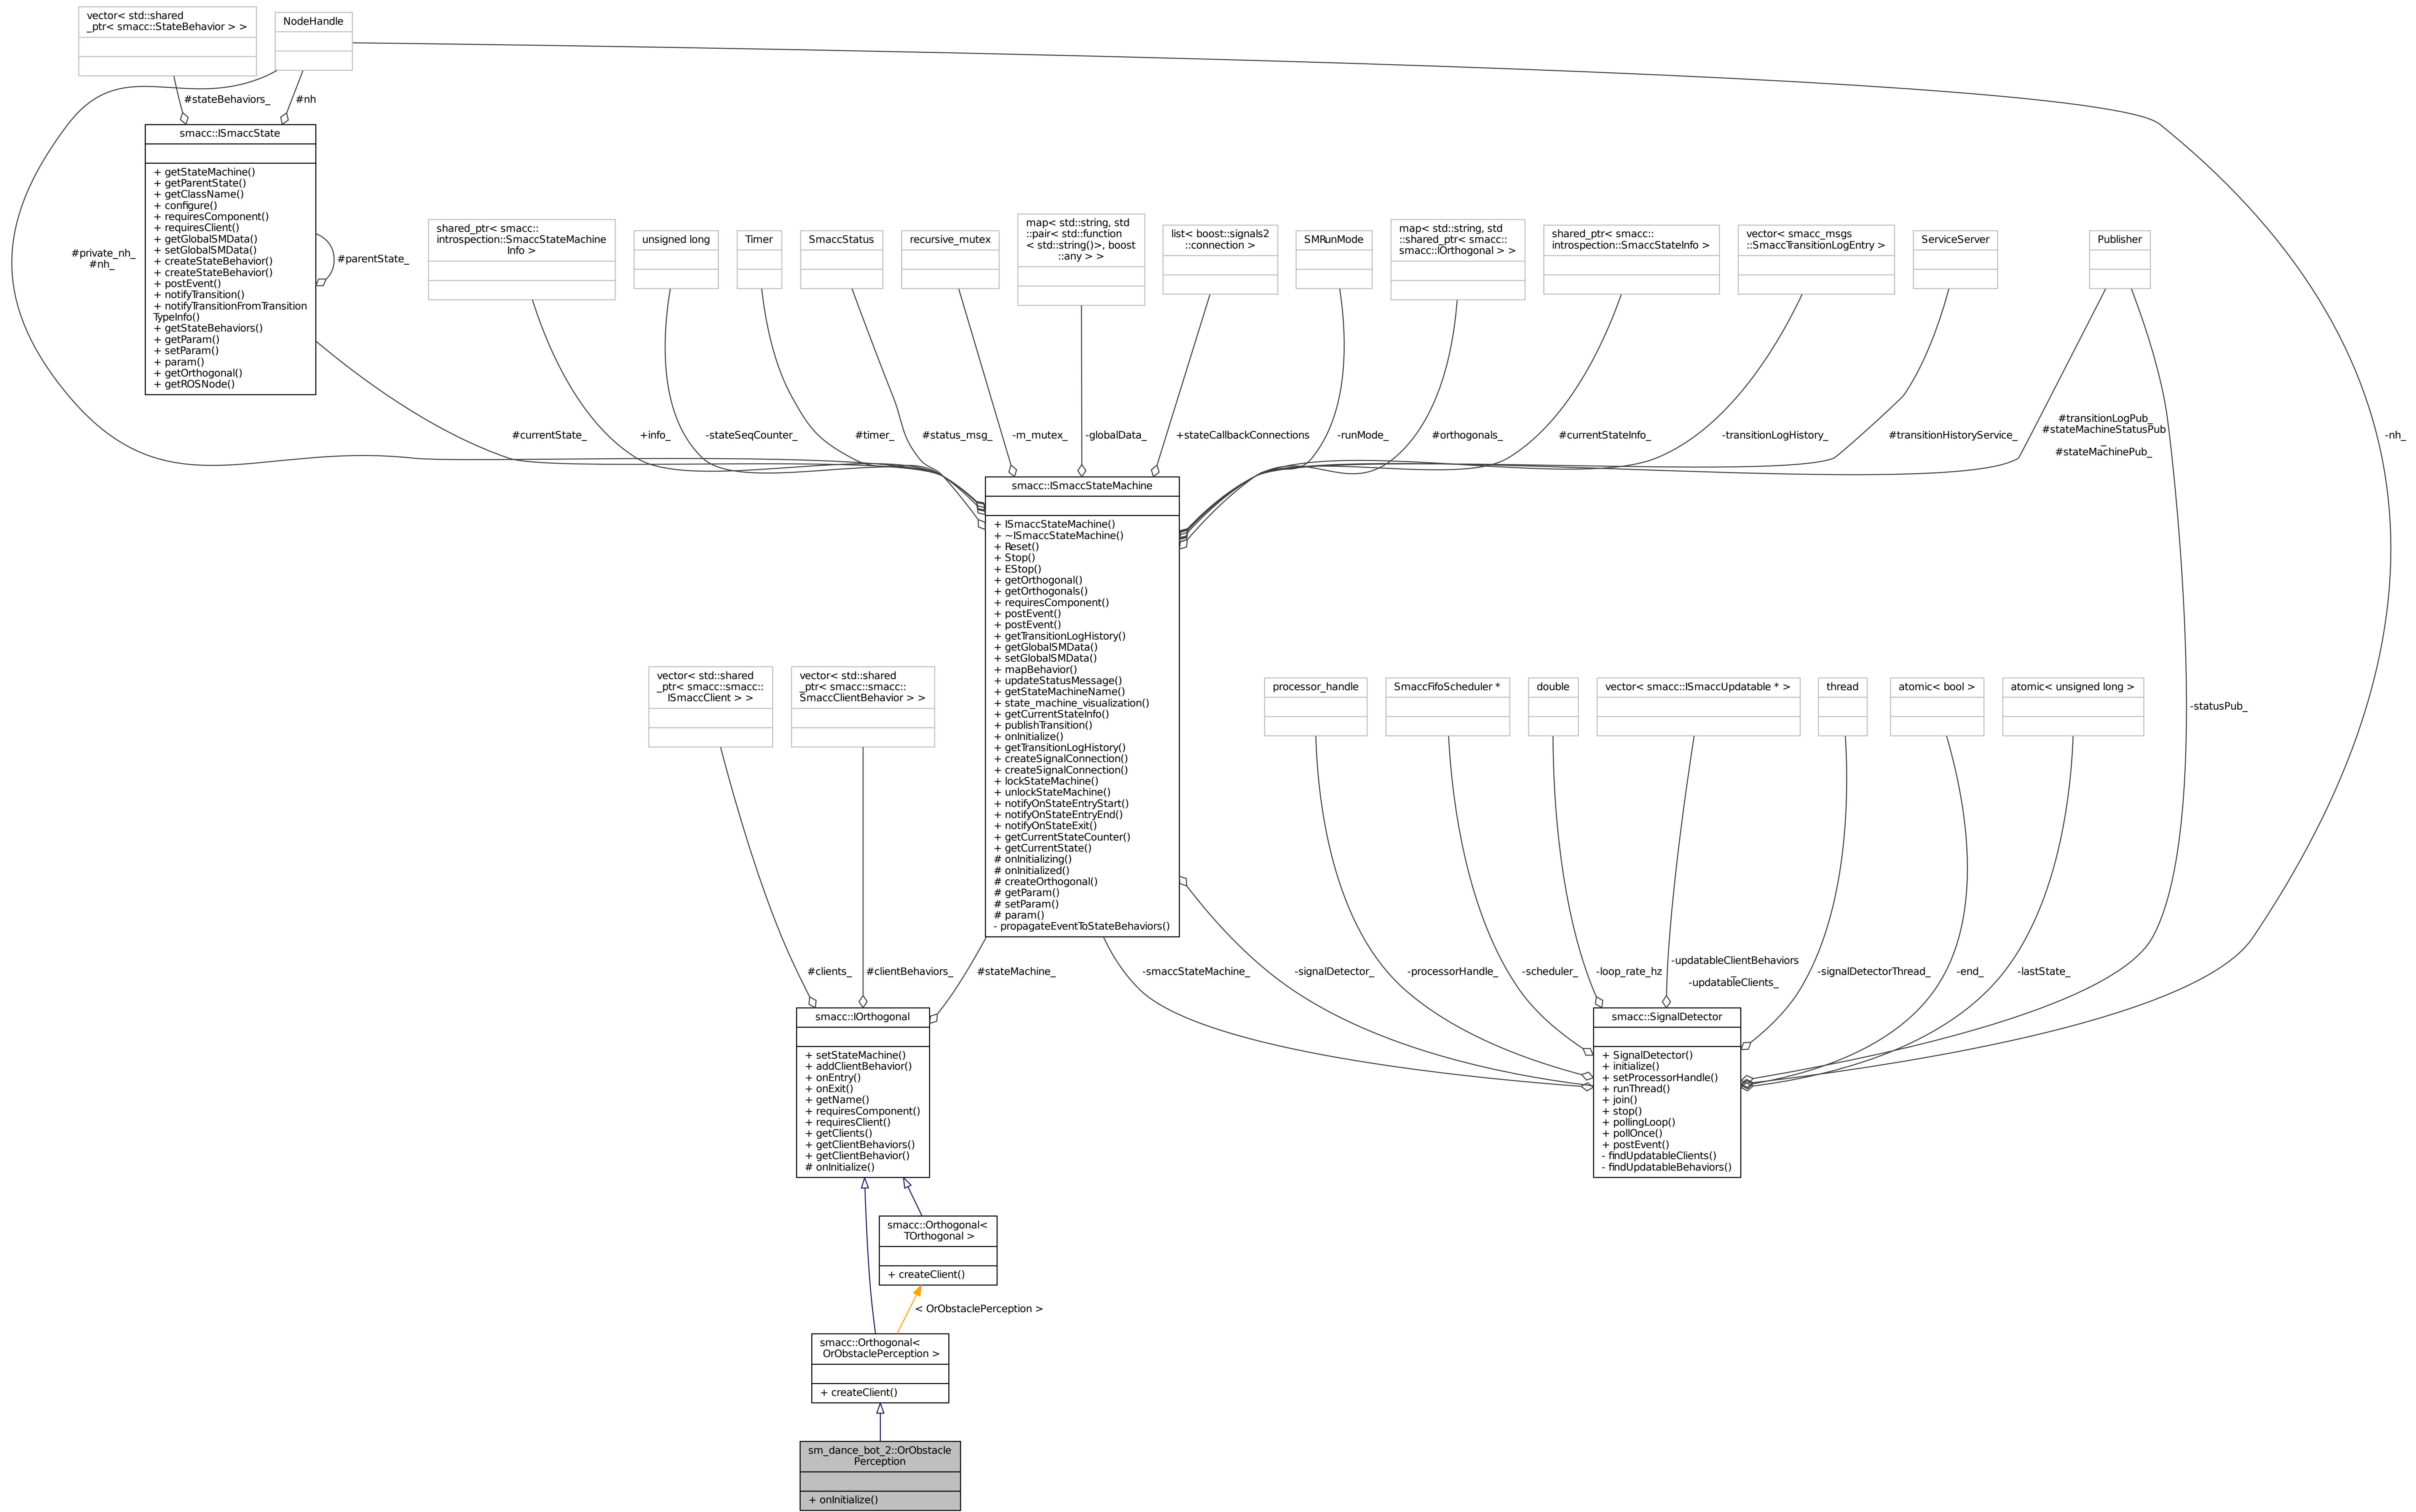 vector< std::shared
_ptr< smacc::StateBehavior > >
NodeHandle
#stateBehaviors_
#nh
smacc::ISmaccState
+ getStateMachine()
+ getParentState()
+ getClassName()
+ configure()
+ requiresComponent()
+ requiresClient()
+ getGlobalSMData()
+ setGlobalSMData()
+ createStateBehavior()
+ createStateBehavior()
+ postEvent()
+ notifyTransition()
+ notifyTransitionFromTransition
TypeInfo()
+ getStateBehaviors()
+ getParam()
+ setParam()
+ param()
+ getOrthogonal()
+ getROSNode()
#private_nh_
#nh_
#parentState_
shared_ptr< smacc::
introspection::SmaccStateMachine
Info >
unsigned long
Timer
SmaccStatus
recursive_mutex
map< std::string, std
::pair< std::function
< std::string()>, boost
::any > >
list< boost::signals2
::connection >
SMRunMode
map< std::string, std
::shared_ptr< smacc::
smacc::IOrthogonal > >
shared_ptr< smacc::
introspection::SmaccStateInfo >
vector< smacc_msgs
::SmaccTransitionLogEntry >
ServiceServer
Publisher
#currentState_
+info_
-stateSeqCounter_
#timer_
#status_msg_
-m_mutex_
-globalData_
+stateCallbackConnections
-runMode_
#orthogonals_
#currentStateInfo_
-transitionLogHistory_
#transitionHistoryService_
#transitionLogPub_
#stateMachineStatusPub
_
#stateMachinePub_
-nh_
smacc::ISmaccStateMachine
+ ISmaccStateMachine()
+ ~ISmaccStateMachine()
+ Reset()
+ Stop()
+ EStop()
+ getOrthogonal()
+ getOrthogonals()
+ requiresComponent()
+ postEvent()
+ postEvent()
+ getTransitionLogHistory()
+ getGlobalSMData()
+ setGlobalSMData()
+ mapBehavior()
+ updateStatusMessage()
+ getStateMachineName()
+ state_machine_visualization()
+ getCurrentStateInfo()
+ publishTransition()
+ onInitialize()
+ getTransitionLogHistory()
+ createSignalConnection()
+ createSignalConnection()
+ lockStateMachine()
+ unlockStateMachine()
+ notifyOnStateEntryStart()
+ notifyOnStateEntryEnd()
+ notifyOnStateExit()
+ getCurrentStateCounter()
+ getCurrentState()
# onInitializing()
# onInitialized()
# createOrthogonal()
# getParam()
# setParam()
# param()
- propagateEventToStateBehaviors()
vector< std::shared
_ptr< smacc::smacc::
ISmaccClient > >
vector< std::shared
_ptr< smacc::smacc::
SmaccClientBehavior > >
processor_handle
SmaccFifoScheduler *
double
vector< smacc::ISmaccUpdatable * >
thread
atomic< bool >
atomic< unsigned long >
-statusPub_
#clients_
#clientBehaviors_
#stateMachine_
-smaccStateMachine_
-signalDetector_
-processorHandle_
-scheduler_
-loop_rate_hz
-updatableClientBehaviors
_
-updatableClients_
-signalDetectorThread_
-end_
-lastState_
smacc::IOrthogonal
+ setStateMachine()
+ addClientBehavior()
+ onEntry()
+ onExit()
+ getName()
+ requiresComponent()
+ requiresClient()
+ getClients()
+ getClientBehaviors()
+ getClientBehavior()
# onInitialize()
smacc::SignalDetector
+ SignalDetector()
+ initialize()
+ setProcessorHandle()
+ runThread()
+ join()
+ stop()
+ pollingLoop()
+ pollOnce()
+ postEvent()
- findUpdatableClients()
- findUpdatableBehaviors()
smacc::Orthogonal<
TOrthogonal >
+ createClient()
< OrObstaclePerception >
smacc::Orthogonal<
OrObstaclePerception >
+ createClient()
sm_dance_bot_2::OrObstacle
Perception
+ onInitialize()